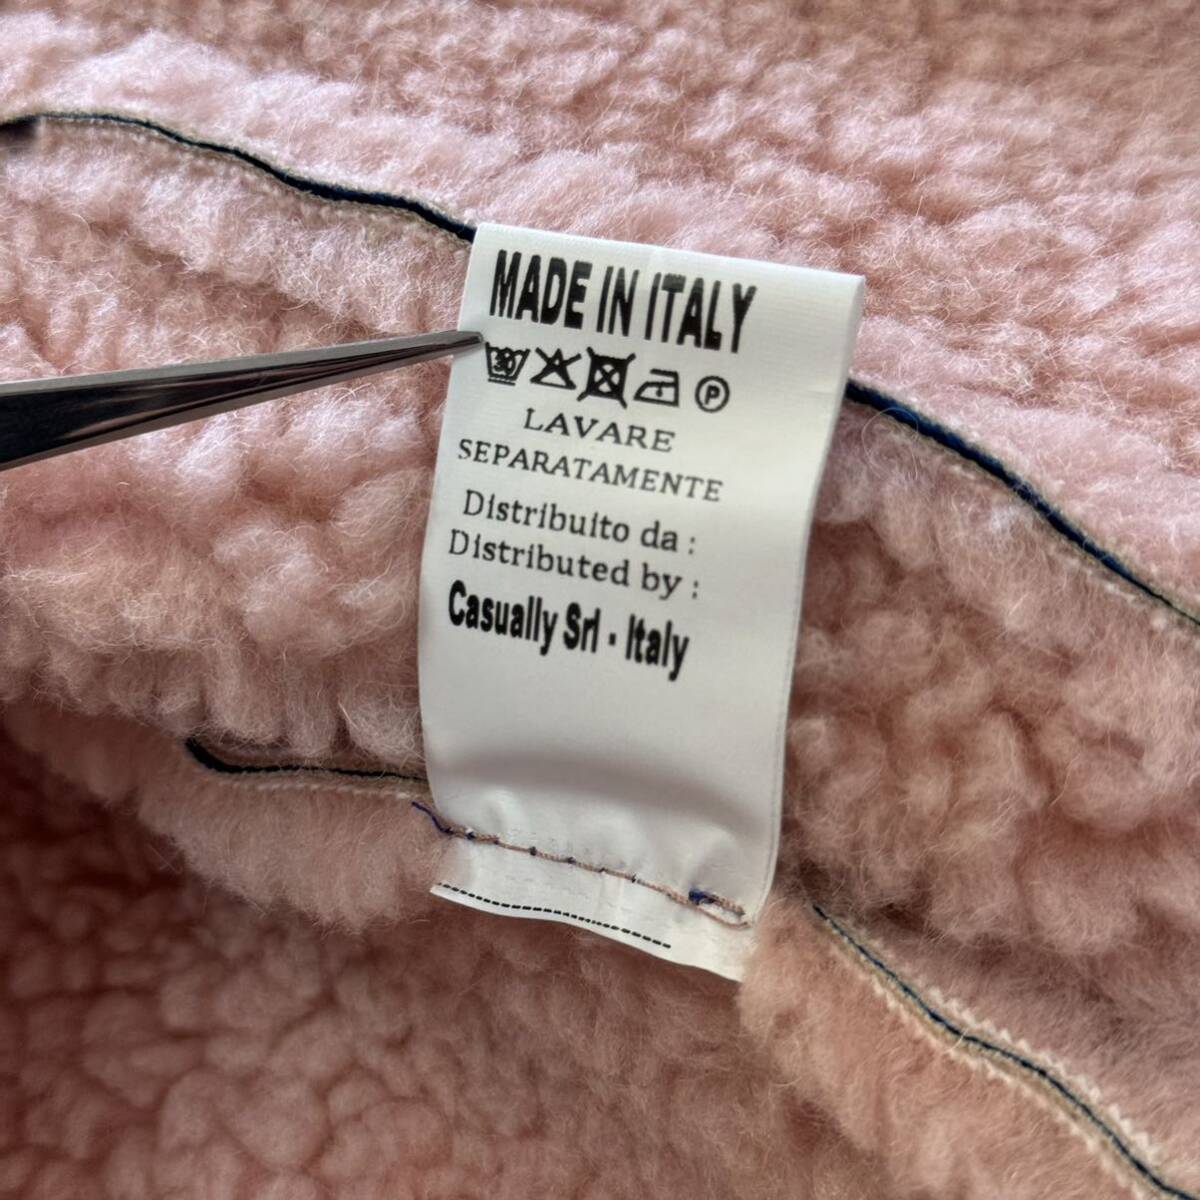 MADE IN ITALY
30 P
LAVARE
SEPARATAMENTE
Distribuito da :
Distributed by :
Casually Srl - Italy